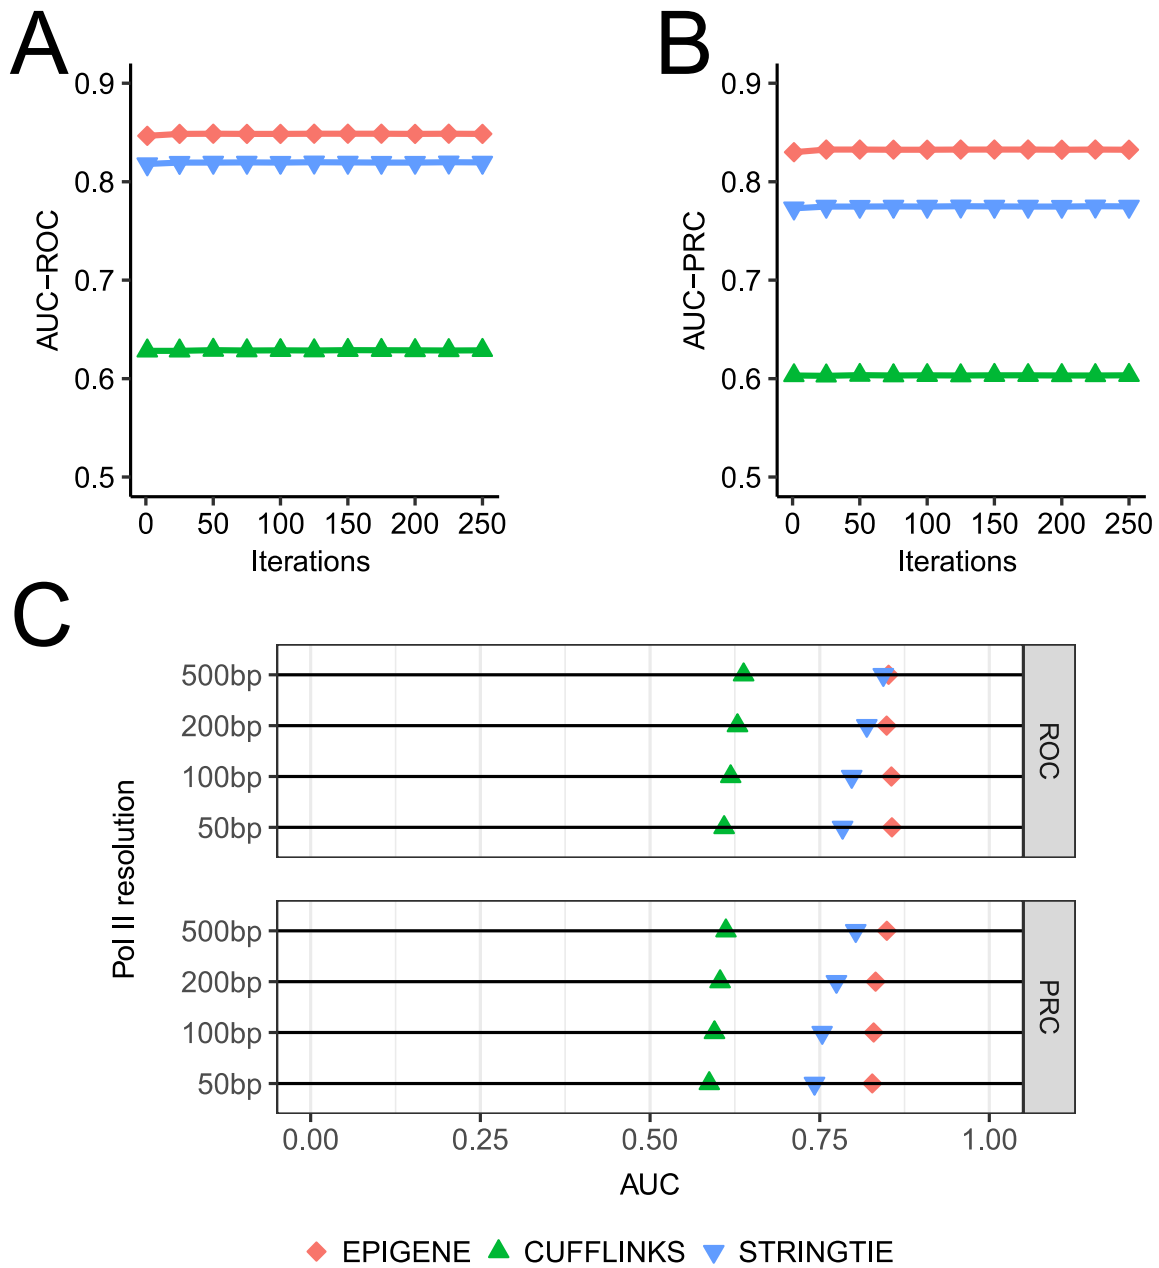 A
0.9
0.8
0.7
0.6
0.5
AUC−ROC
0 50 100 150 200 250
Iterations
B
0.9
0.8
0.7
0.6
0.5
AUC−PRC
0 50 100 150 200 250
Iterations
C
Pol II resolution
500bp
200bp
100bp
50bp
ROC
500bp
200bp
100bp
50bp
PRC
0.00 0.25 0.50 0.75 1.00
AUC
EPIGENE CUFFLINKS STRINGTIE